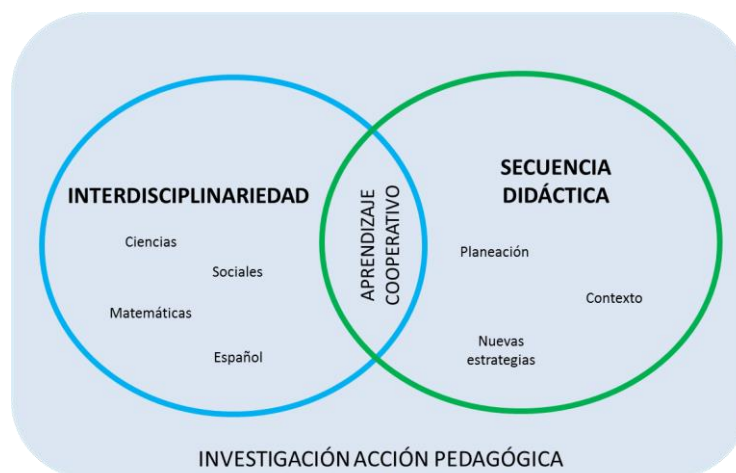 INTERDISCIPLINARIEDAD
Ciencias
Sociales
Matemáticas
Español
APRENDIZAJE
COOPERATIVO
SECUENCIA
DIDÁCTICA
Planeación
Contexto
Nuevas
estrategias
INVESTIGACIÓN ACCIÓN PEDAGÓGICA